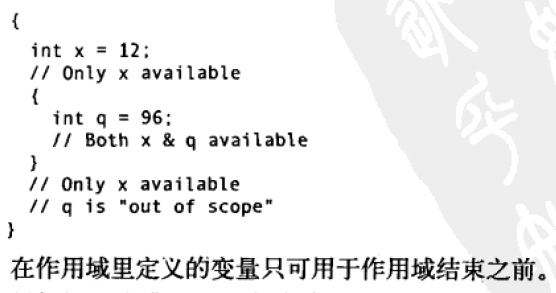 {
int x = 12;
// Only x available
{
int q = 96;
// Both x & q available
}
// Only x available
// q is "out of scope"
}
在作用域里定义的变量只可用于作用域结束之前。